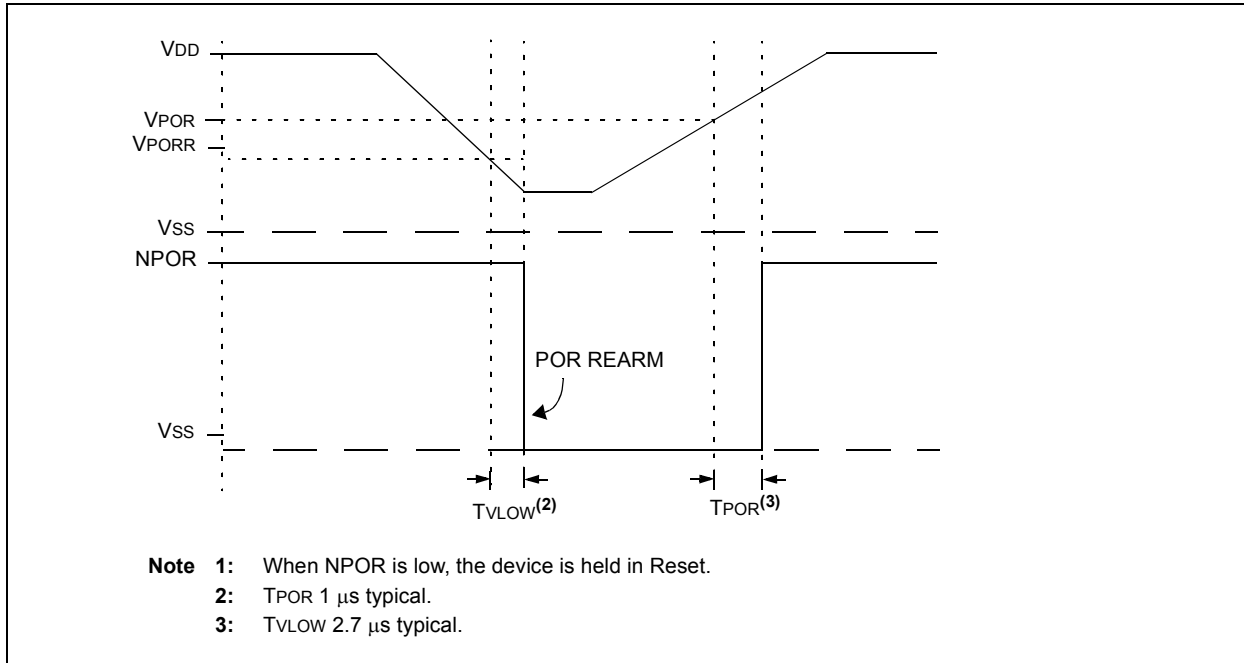 VDD
VPOR
VPORR
VSS
NPOR
POR REARM
VSS
TVLOW(2)
TPOR(3)
Note 1: When NPOR is low, the device is held in Reset.
2: TPOR 1 μs typical.
3: TVLOW 2.7 μs typical.